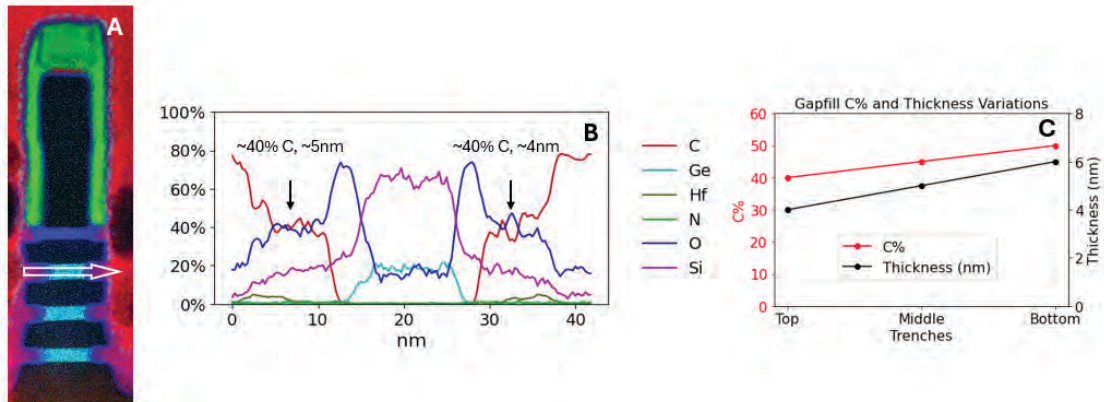 A
100%
80%
60%
40%
20%
0%
~40% C, ~5nm
~40% C, ~4nm
B
0
10
20
30
40
nm
C
Ge
Hf
N
O
Si
Gapfill C% and Thickness Variations
C
60
50
40
30
20
10
0
C%
8
6
4
2
0
Thickness (nm)
C%
Thickness (nm)
Top
Middle
Bottom
Trenches